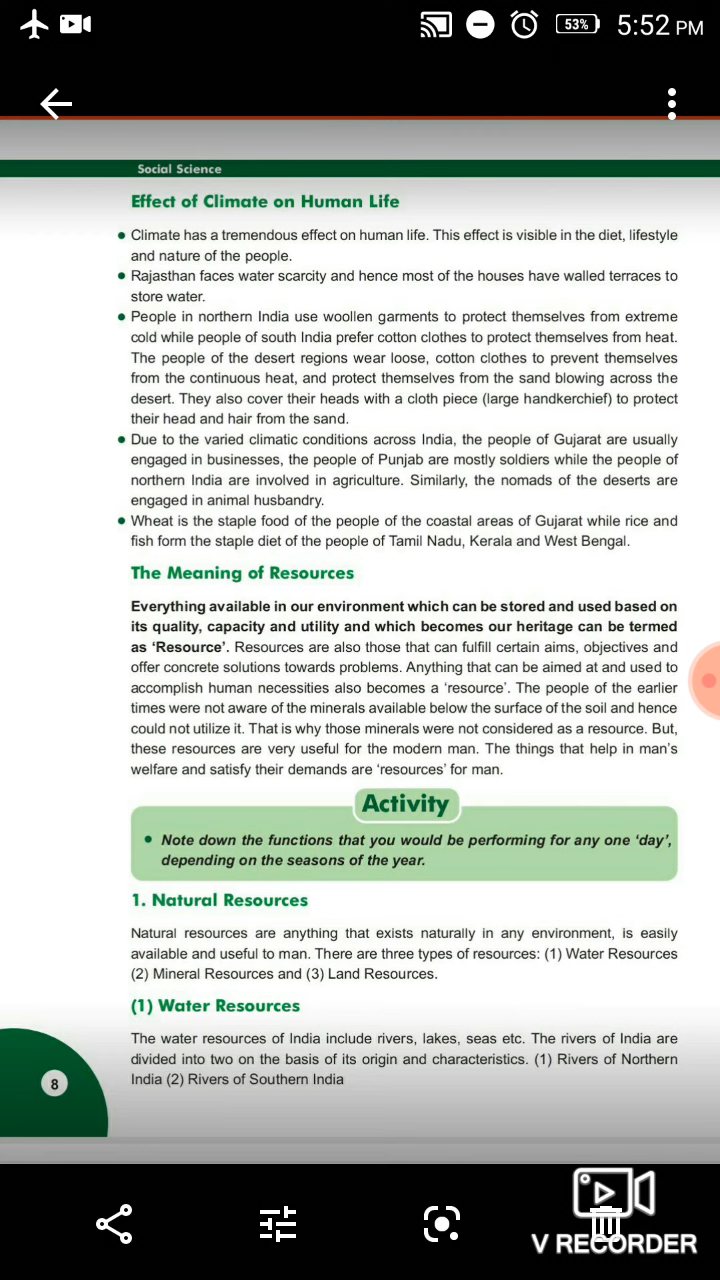 53% 5:52 PM
Social Science
Effect of Climate on Human Life
• Climate has a tremendous effect on human life. This effect is visible in the diet, lifestyle
and nature of the people.
• Rajasthan faces water scarcity and hence most of the houses have walled terraces to
store water.
• People in northern India use woollen garments to protect themselves from extreme
cold while people of south India prefer cotton clothes to protect themselves from heat.
The people of the desert regions wear loose, cotton clothes to prevent themselves
from the continuous heat, and protect themselves from the sand blowing across the
desert. They also cover their heads with a cloth piece (large handkerchief) to protect
their head and hair from the sand.
• Due to the varied climatic conditions across India, the people of Gujarat are usually
engaged in businesses, the people of Punjab are mostly soldiers while the people of
northern India are involved in agriculture. Similarly, the nomads of the deserts are
engaged in animal husbandry.
• Wheat is the staple food of the people of the coastal areas of Gujarat while rice and
fish form the staple diet of the people of Tamil Nadu, Kerala and West Bengal.
The Meaning of Resources
Everything available in our environment which can be stored and used based on
its quality, capacity and utility and which becomes our heritage can be termed
as ‘Resource’. Resources are also those that can fulfill certain aims, objectives and
offer concrete solutions towards problems. Anything that can be aimed at and used to
accomplish human necessities also becomes a ‘resource’. The people of the earlier
times were not aware of the minerals available below the surface of the soil and hence
could not utilize it. That is why those minerals were not considered as a resource. But,
these resources are very useful for the modern man. The things that help in man’s
welfare and satisfy their demands are ‘resources’ for man.
Activity
• Note down the functions that you would be performing for any one ‘day’,
depending on the seasons of the year.
1. Natural Resources
Natural resources are anything that exists naturally in any environment, is easily
available and useful to man. There are three types of resources: (1) Water Resources
(2) Mineral Resources and (3) Land Resources.
(1) Water Resources
The water resources of India include rivers, lakes, seas etc. The rivers of India are
divided into two on the basis of its origin and characteristics. (1) Rivers of Northern
India (2) Rivers of Southern India
8
V RECORDER